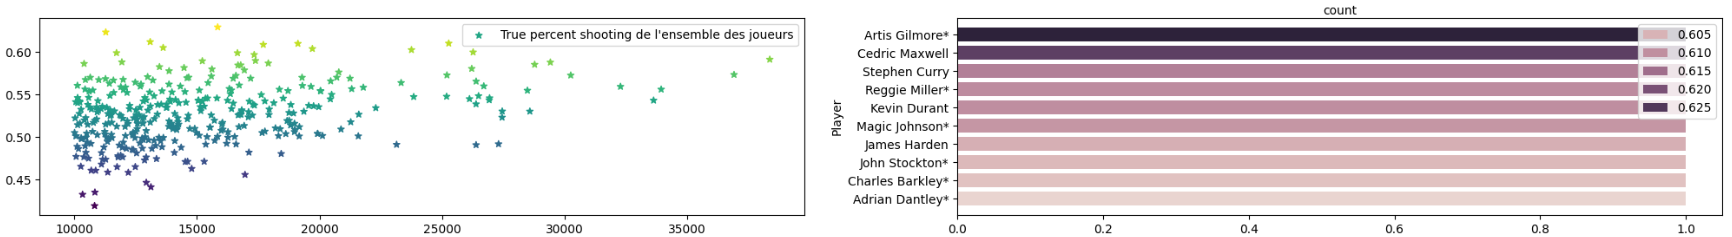 True percent shooting de l'ensemble des joueurs
0.60
0.55
0.50
0.45
10000 15000 20000 25000 30000 35000
count
Player
Artis Gilmore*
Cedric Maxwell
Stephen Curry
Reggie Miller*
Kevin Durant
Magic Johnson*
James Harden
John Stockton*
Charles Barkley*
Adrian Dantley*
0.605
0.610
0.615
0.620
0.625
0.0 0.2 0.4 0.6 0.8 1.0